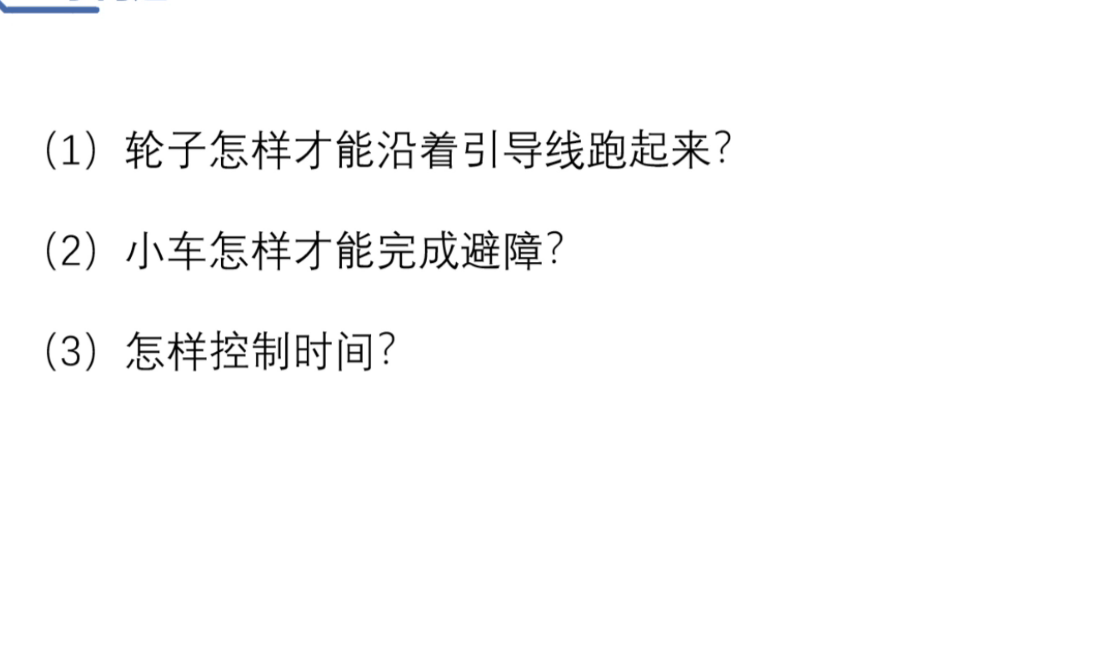 （1）轮子怎样才能沿着引导线跑起来？
（2）小车怎样才能完成避障？
（3）怎样控制时间？